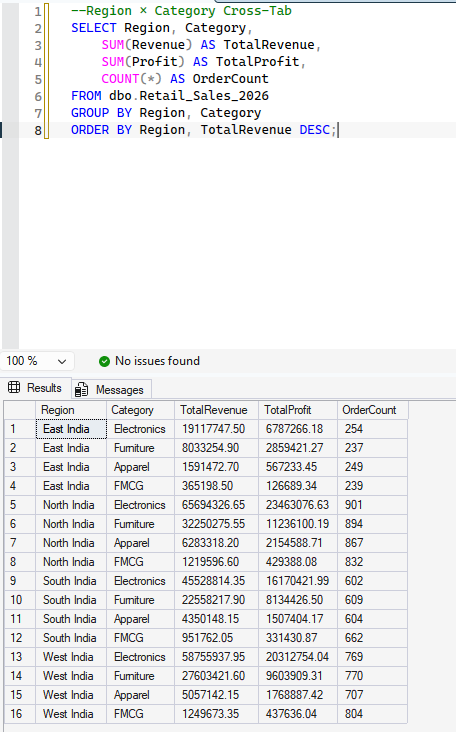 1 --Region × Category Cross-Tab
2 SELECT Region, Category,
3 SUM(Revenue) AS TotalRevenue,
4 SUM(Profit) AS TotalProfit,
5 COUNT(*) AS OrderCount
6 FROM dbo.Retail_Sales_2026
7 GROUP BY Region, Category
8 ORDER BY Region, TotalRevenue DESC;
100 % No issues found
Results Messages
Region Category TotalRevenue TotalProfit OrderCount
1 East India Electronics 19117747.50 6787266.18 254
2 East India Furniture 8033254.90 2859421.27 237
3 East India Apparel 1591472.70 567233.45 249
4 East India FMCG 365198.50 126689.34 239
5 North India Electronics 65694326.65 23463076.63 901
6 North India Furniture 32250275.55 11236100.19 894
7 North India Apparel 6283318.20 2154588.71 867
8 North India FMCG 1219596.60 429388.08 832
9 South India Electronics 45528814.35 16170421.99 602
10 South India Furniture 22558217.90 8134426.50 609
11 South India Apparel 4350148.15 1507404.17 604
12 South India FMCG 951762.05 331430.87 662
13 West India Electronics 58755937.95 20312754.04 769
14 West India Furniture 27603421.60 9603909.31 770
15 West India Apparel 5057142.15 1768887.42 707
16 West India FMCG 1249673.35 437636.04 804